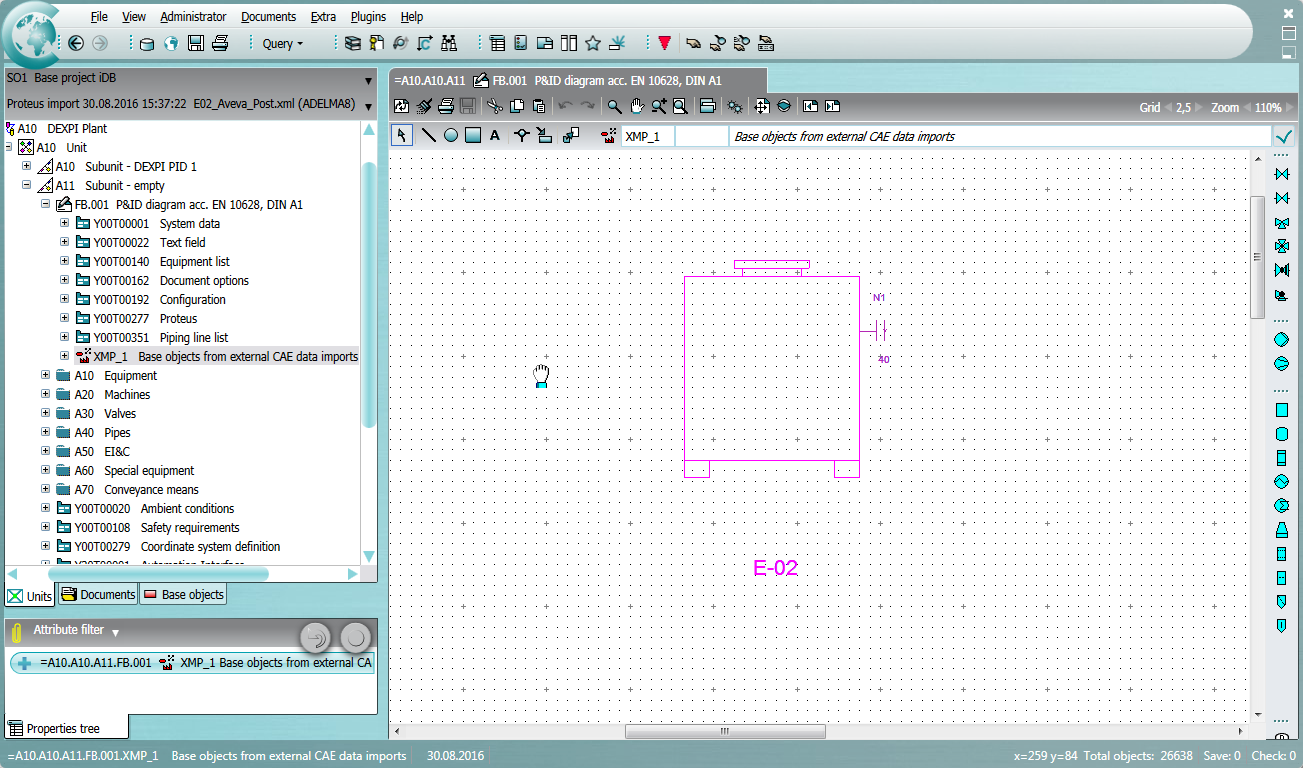 File View Administrator Documents Extra Plugins Help
Query
SO1 Base project iDB
Proteus import 30.08.2016 15:37:22 E02_Aveva_Post.xml (ADELMA8)
A10 DEXPI Plant
A10 Unit
A10 Subunit - DEXPI PID 1
A11 Subunit - empty
FB.001 P&ID diagram acc. EN 10628, DIN A1
Y00T00001 System data
Y00T00022 Text field
Y00T00140 Equipment list
Y00T00162 Document options
Y00T00192 Configuration
Y00T00277 Proteus
Y00T00351 Piping line list
XMP_1 Base objects from external CAE data imports
A10 Equipment
A20 Machines
A30 Valves
A40 Pipes
A50 EI&C
A60 Special equipment
A70 Conveyance means
Y00T00020 Ambient conditions
Y00T00108 Safety requirements
Y00T00279 Coordinate system definition
Units Documents Base objects
Attribute filter
=A10.A10.A11.FB.001 XMP_1 Base objects from external CA
Properties tree
=A10.A10.A11 FB.001 P&ID diagram acc. EN 10628, DIN A1
Grid 2,5 Zoom 110%
A XMP_1 Base objects from external CAE data imports
N1
40
E-02
=A10.A10.A11.FB.001.XMP_1 Base objects from external CAE data imports 30.08.2016 x=259 y=84 Total objects: 26638 Save: 0 Check: 0